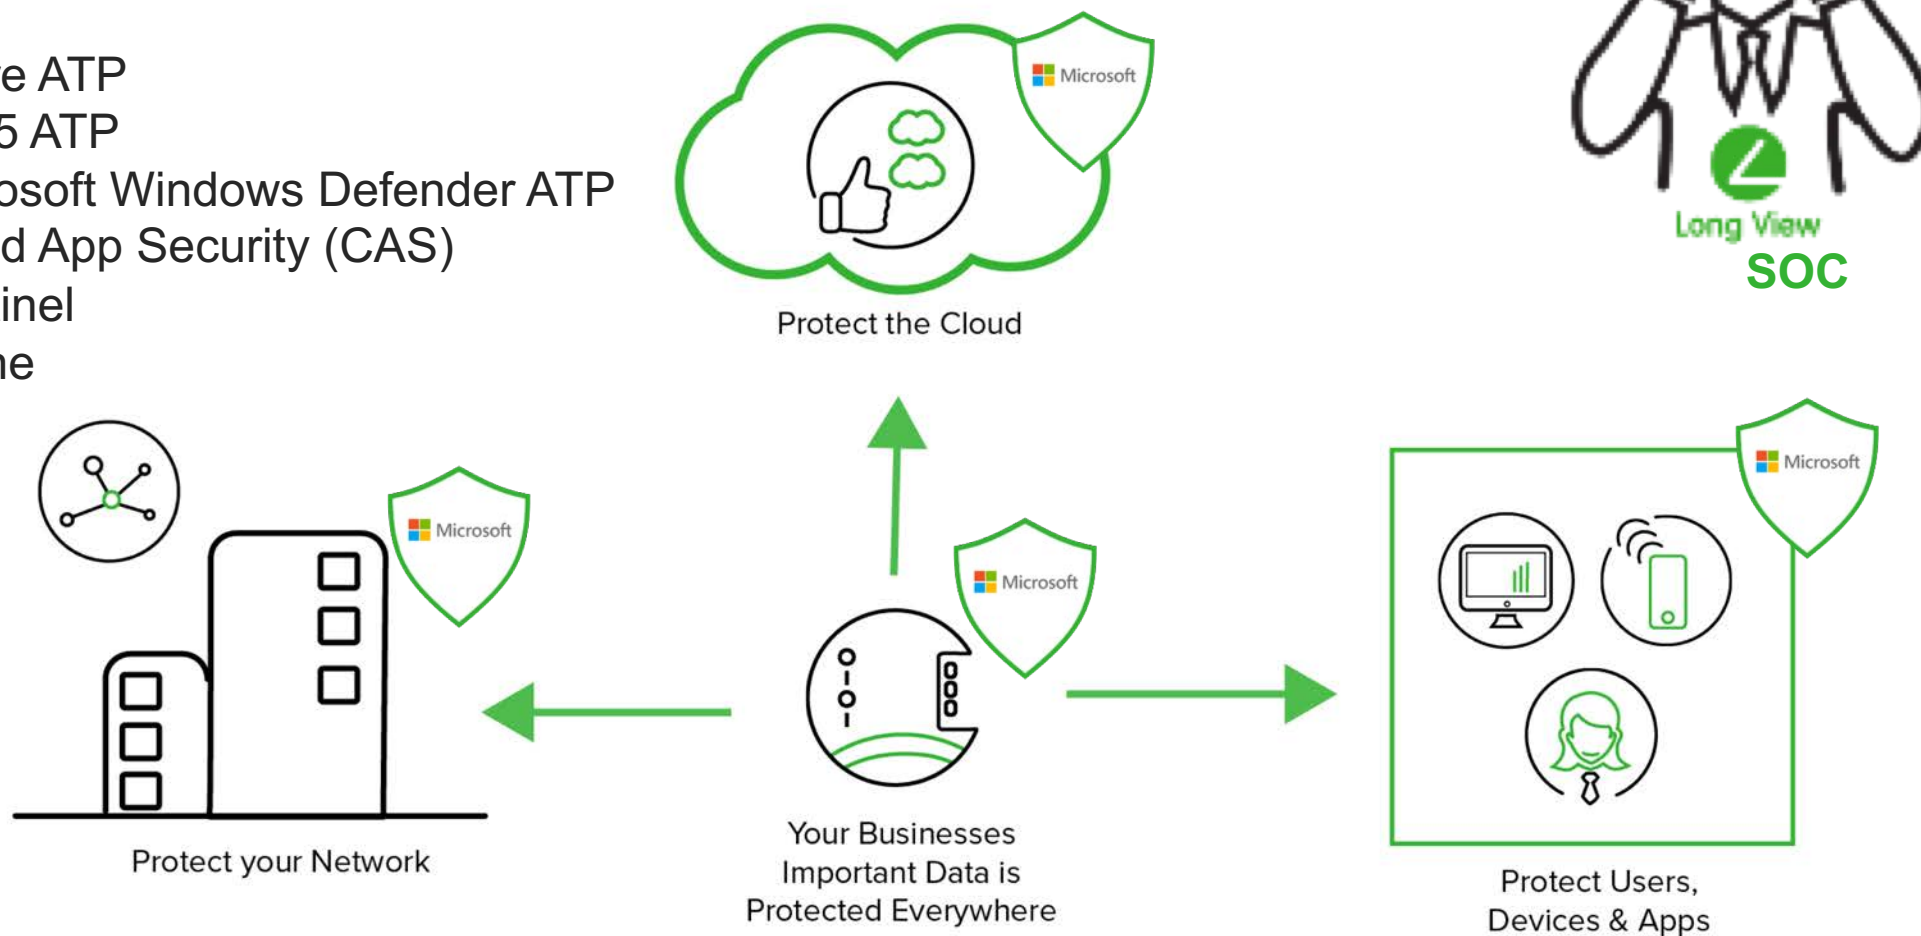 e ATP
5 ATP
osoft Windows Defender ATP
d App Security (CAS)
inel
ne
Microsoft
Protect the Cloud
Long View
SOC
Microsoft
Protect your Network
Microsoft
Your Businesses
Important Data is
Protected Everywhere
Microsoft
Protect Users,
Devices & Apps